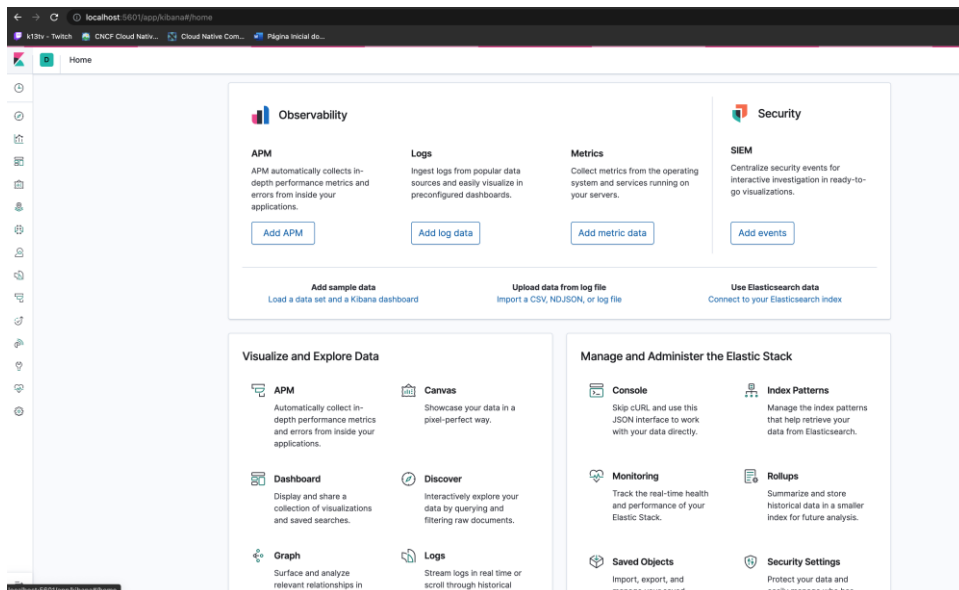 localhost:5601/app/kibana#/home
k13tv - Twitch CNCF Cloud Nativ... Cloud Native Com... Página Inicial do...
D Home
Observability
Security
APM
APM automatically collects in-
depth performance metrics and
errors from inside your
applications.
Add APM
Logs
Ingest logs from popular data
sources and easily visualize in
preconfigured dashboards.
Add log data
Metrics
Collect metrics from the operating
system and services running on
your servers.
Add metric data
SIEM
Centralize security events for
interactive investigation in ready-to-
go visualizations.
Add events
Add sample data
Load a data set and a Kibana dashboard
Upload data from log file
Import a CSV, NDJSON, or log file
Use Elasticsearch data
Connect to your Elasticsearch index
Visualize and Explore Data
APM
Automatically collect in-
depth performance metrics
and errors from inside your
applications.
Canvas
Showcase your data in a
pixel-perfect way.
Dashboard
Display and share a
collection of visualizations
and saved searches.
Discover
Interactively explore your
data by querying and
filtering raw documents.
Graph
Surface and analyze
relevant relationships in
Logs
Stream logs in real time or
scroll through historical
Manage and Administer the Elastic Stack
Console
Skip cURL and use this
JSON interface to work
with your data directly.
Index Patterns
Manage the index patterns
that help retrieve your
data from Elasticsearch.
Monitoring
Track the real-time health
and performance of your
Elastic Stack.
Rollups
Summarize and store
historical data in a smaller
index for future analysis.
Saved Objects
Import, export, and
Security Settings
Protect your data and